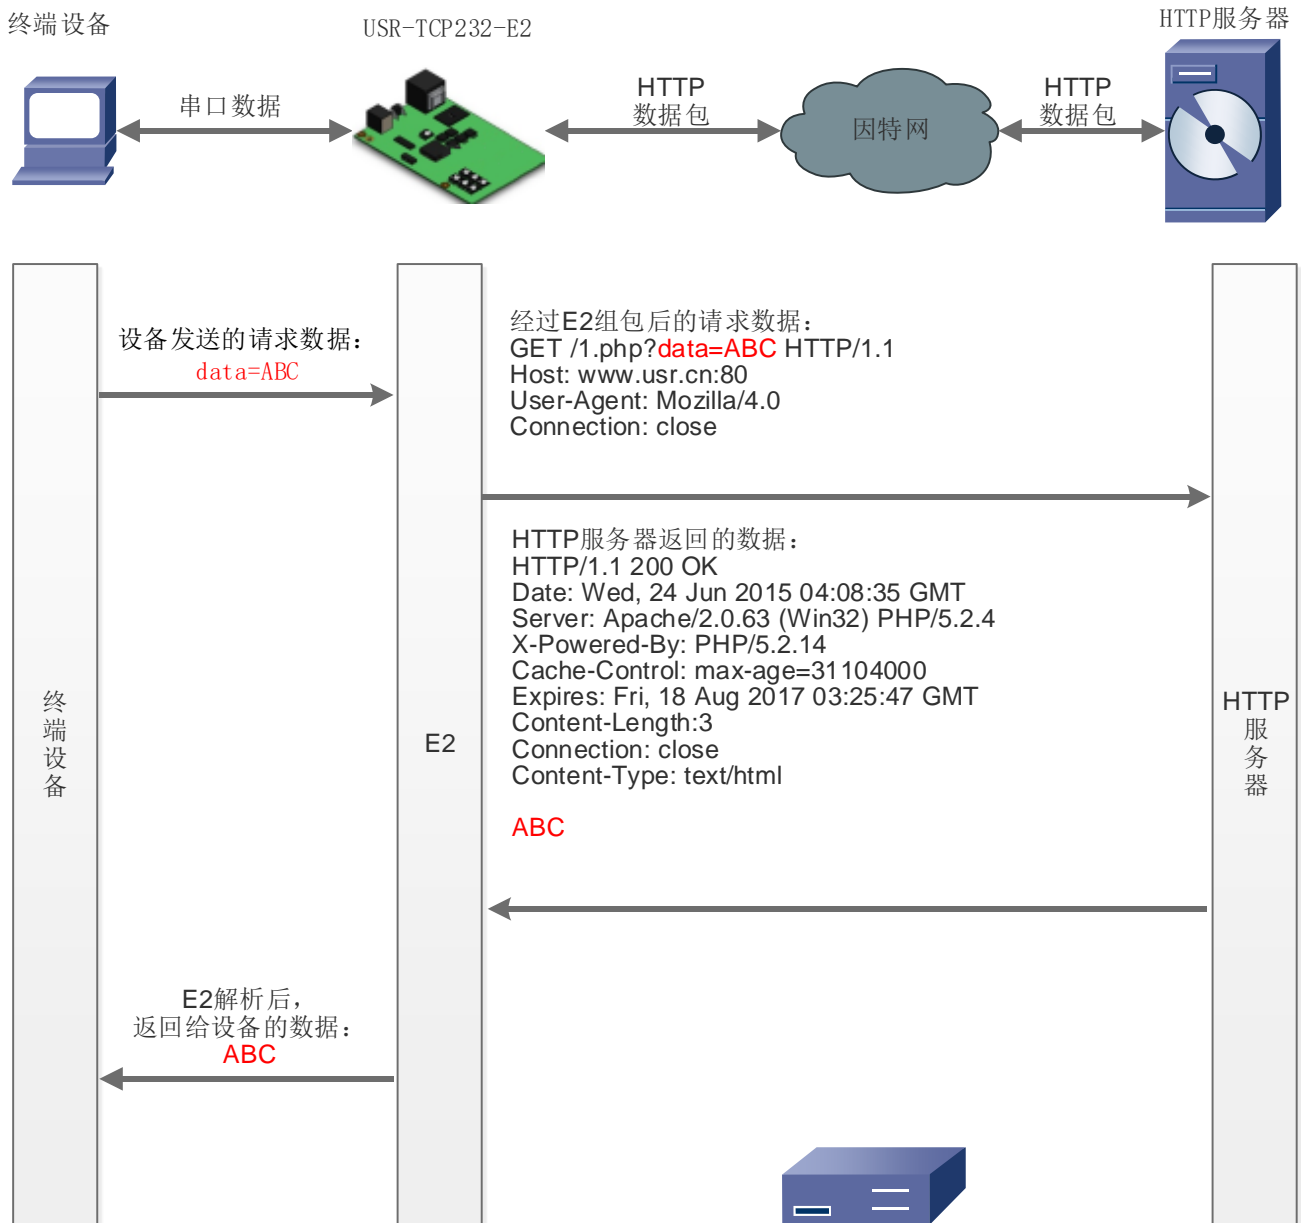 终端设备
USR-TCP232-E2
HTTP服务器
串口数据
HTTP
数据包
因特网
HTTP
数据包
设备发送的请求数据：
data=ABC
经过E2组包后的请求数据：
GET /1.php?data=ABC HTTP/1.1
Host: www.usr.cn:80
User-Agent: Mozilla/4.0
Connection: close
HTTP服务器返回的数据：
HTTP/1.1 200 OK
Date: Wed, 24 Jun 2015 04:08:35 GMT
Server: Apache/2.0.63 (Win32) PHP/5.2.4
X-Powered-By: PHP/5.2.14
Cache-Control: max-age=31104000
Expires: Fri, 18 Aug 2017 03:25:47 GMT
Content-Length:3
Connection: close
Content-Type: text/html
ABC
终端设备
E2
HTTP
服务器
E2解析后，
返回给设备的数据：
ABC